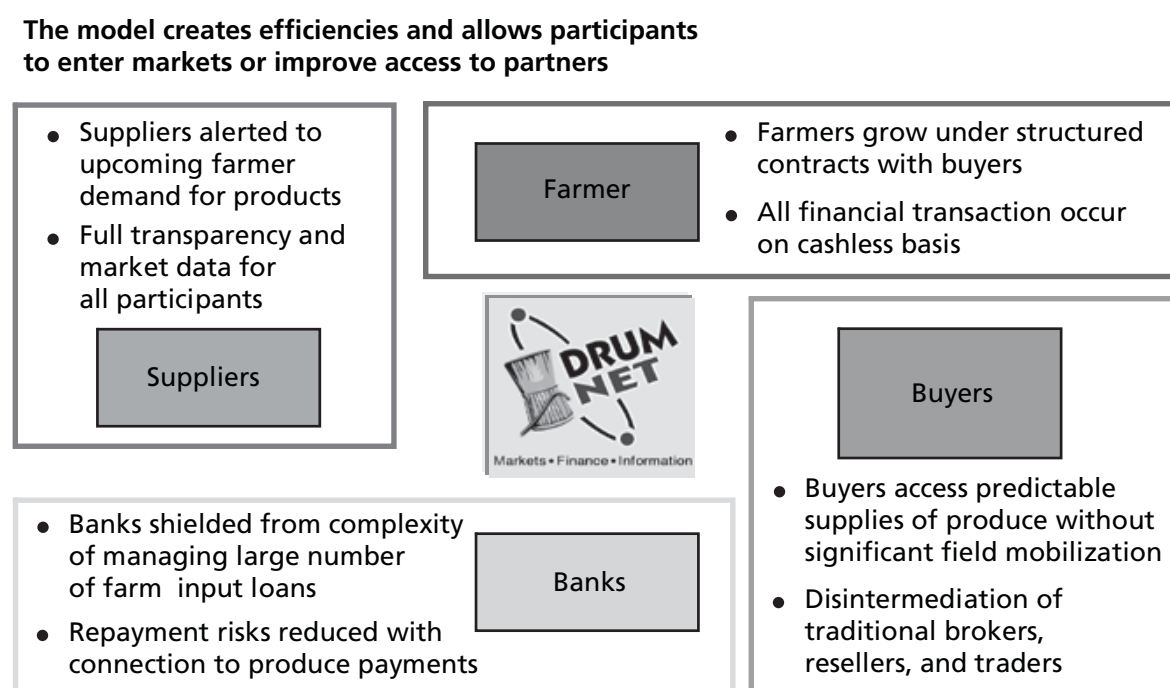 The model creates efficiencies and allows participants
to enter markets or improve access to partners
• Suppliers alerted to
upcoming farmer
demand for products
• Full transparency and
market data for
all participants
Suppliers
Farmer
• Farmers grow under structured
contracts with buyers
• All financial transaction occur
on cashless basis
DRUM
NET
Markets • Finance • Information
Buyers
• Buyers access predictable
supplies of produce without
significant field mobilization
• Disintermediation of
traditional brokers,
resellers, and traders
• Banks shielded from complexity
of managing large number
of farm input loans
• Repayment risks reduced with
connection to produce payments
Banks